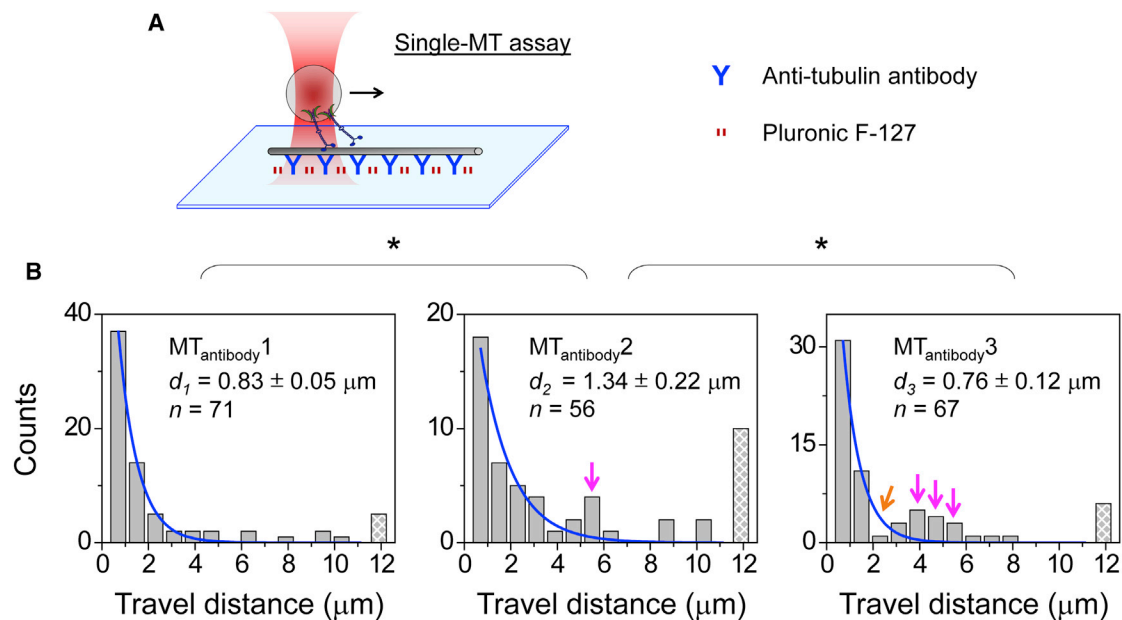 A
Single-MT assay
Anti-tubulin antibody
Pluronic F-127
B
*
*
Counts
40
20
0
MTantibody1
d1 = 0.83 ± 0.05 μm
n = 71
0 2 4 6 8 10 12
Travel distance (μm)
20
10
0
MTantibody2
d2 = 1.34 ± 0.22 μm
n = 56
0 2 4 6 8 10 12
Travel distance (μm)
30
15
0
MTantibody3
d3 = 0.76 ± 0.12 μm
n = 67
0 2 4 6 8 10 12
Travel distance (μm)